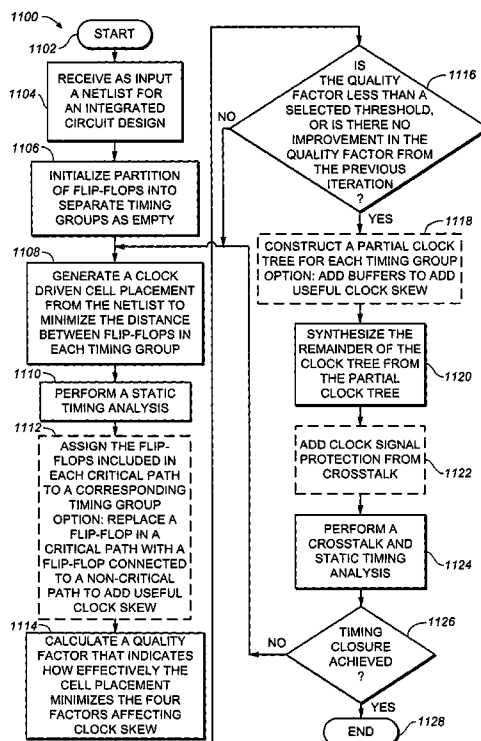 1100
1102
START
1104
RECEIVE AS INPUT
A NETLIST FOR
AN INTEGRATED
CIRCUIT DESIGN
1106
INITIALIZE PARTITION
OF FLIP-FLOPS INTO
SEPARATE TIMING
GROUPS AS EMPTY
1108
GENERATE A CLOCK
DRIVEN CELL PLACEMENT
FROM THE NETLIST TO
MINIMIZE THE DISTANCE
BETWEEN FLIP-FLOPS IN
EACH TIMING GROUP
1110
PERFORM A STATIC
TIMING ANALYSIS
1112
ASSIGN THE FLIP-
FLOPS INCLUDED IN
EACH CRITICAL PATH
TO A CORRESPONDING
TIMING GROUP
OPTION: REPLACE A
FLIP-FLOP IN A
CRITICAL PATH WITH A
FLIP-FLOP CONNECTED
TO A NON-CRITICAL
PATH TO ADD USEFUL
CLOCK SKEW
1114
CALCULATE A QUALITY
FACTOR THAT INDICATES
HOW EFFECTIVELY THE
CELL PLACEMENT
MINIMIZES THE FOUR
FACTORS AFFECTING
CLOCK SKEW
1116
IS
THE QUALITY
FACTOR LESS THAN A
SELECTED THRESHOLD,
OR IS THERE NO
IMPROVEMENT IN THE
QUALITY FACTOR FROM
THE PREVIOUS
ITERATION
?
NO
YES
1118
CONSTRUCT A PARTIAL CLOCK
TREE FOR EACH TIMING GROUP
OPTION: ADD BUFFERS TO ADD
USEFUL CLOCK SKEW
SYNTHESIZE THE
REMAINDER OF THE
CLOCK TREE FROM
THE PARTIAL
CLOCK TREE
1120
ADD CLOCK SIGNAL
PROTECTION FROM
CROSSTALK
1122
PERFORM A
CROSSTALK AND
STATIC TIMING
ANALYSIS
1124
1126
TIMING
CLOSURE
ACHIEVED
?
NO
YES
END
1128